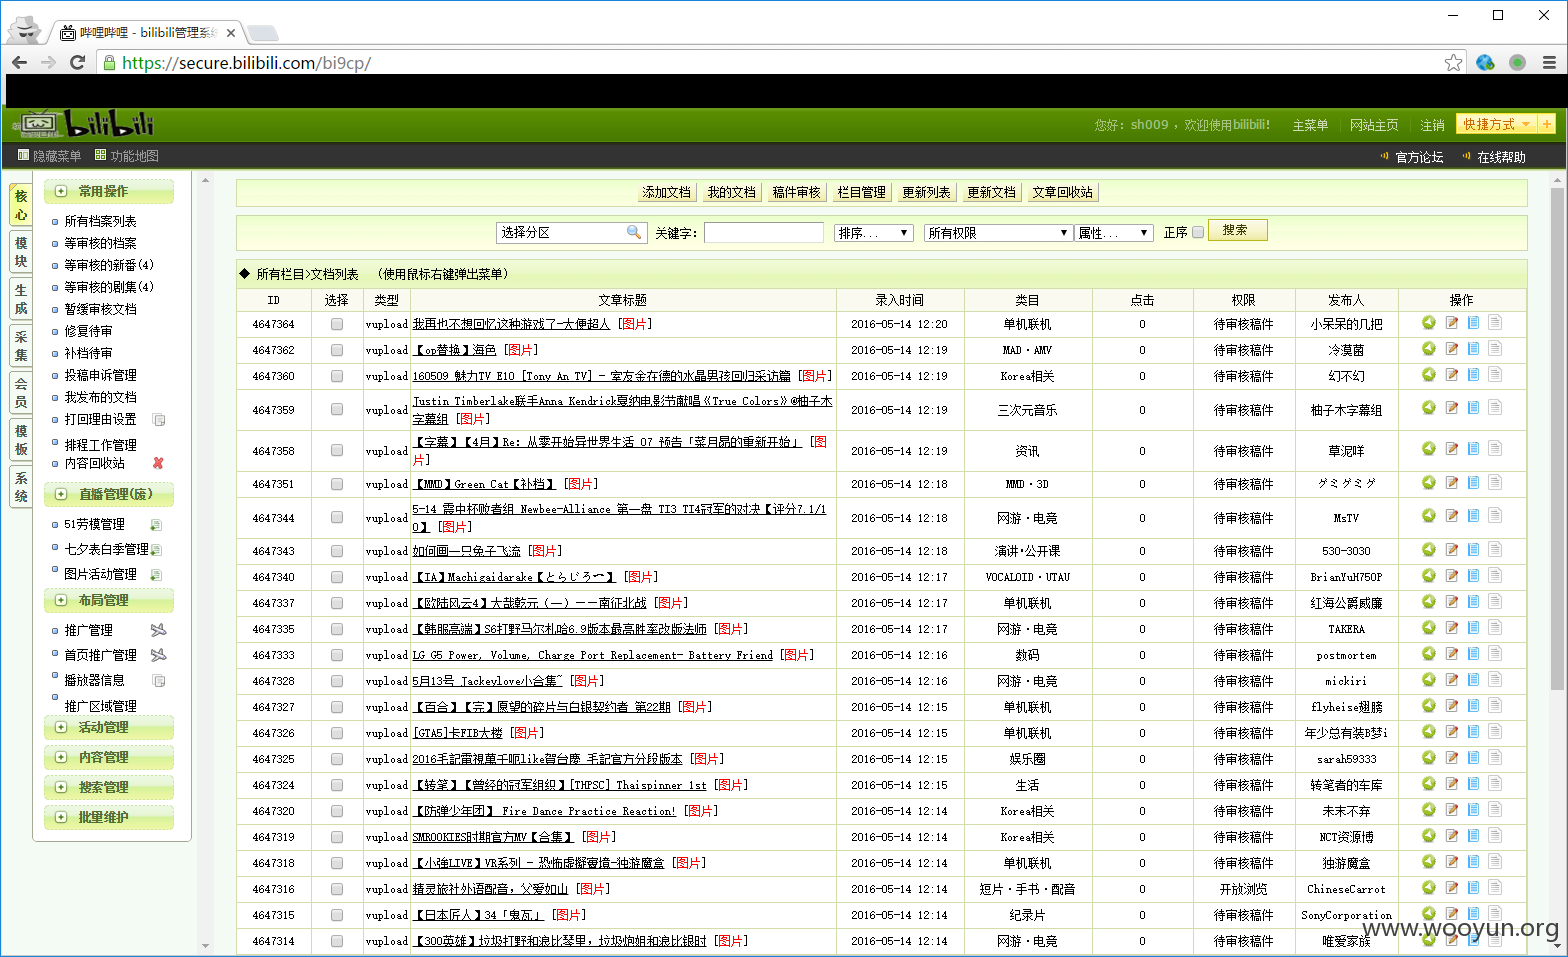 哔哩哔哩 - bilibili管理系统
https://secure.bilibili.com/bi9cp/
bilibili
您好：sh009 ，欢迎使用bilibili！ 主菜单 网站主页 注销 快捷方式
隐藏菜单 功能地图 官方论坛 在线帮助
核心
模块
生成
采集
会员
模板
系统
常用操作
所有档案列表
等审核的档案
等审核的新番(4)
等审核的剧集(4)
暂缓审核文档
修复待审
补档待审
投稿申诉管理
我发布的文档
打回理由设置
排程工作管理
内容回收站
直播管理(废)
51劳模管理
七夕表白季管理
图片活动管理
布局管理
推广管理
首页推广管理
播放器信息
推广区域管理
活动管理
内容管理
搜索管理
批量维护
添加文档 我的文档 稿件审核 栏目管理 更新列表 更新文档 文章回收站
选择分区 关键字： 排序... 所有权限 属性... 正序 搜索
◆ 所有栏目>文档列表 （使用鼠标右键弹出菜单）
ID 选择 类型 文章标题 录入时间 类目 点击 权限 发布人 操作
4647364 vupload 我再也不想回忆这种游戏了-大便超人 [图片] 2016-05-14 12:20 单机联机 0 待审核稿件 小呆呆的几把
4647362 vupload 【op替换】海色 [图片] 2016-05-14 12:19 MAD·AMV 0 待审核稿件 冷漠菌
4647360 vupload 160509 魅力TV E10 [Tony An TV] - 室友金在德的水晶男孩回归采访篇 [图片] 2016-05-14 12:19 Korea相关 0 待审核稿件 幻不幻
4647359 vupload Justin Timberlake联手Anna Kendrick戛纳电影节献唱《True Colors》@柚子木字幕组 [图片] 2016-05-14 12:19 三次元音乐 0 待审核稿件 柚子木字幕组
4647358 vupload 【字幕】【4月】Re：从零开始异世界生活 07 预告「菜月昴的重新开始」 [图片] 2016-05-14 12:19 资讯 0 待审核稿件 草泥咩
4647351 vupload 【MMD】Green Cat【补档】 [图片] 2016-05-14 12:18 MMD·3D 0 待审核稿件 グミグミグ
4647344 vupload 5-14 震中杯败者组 Newbee-Alliance 第一盘 TI3 TI4冠军的对决【评分7.1/10】 [图片] 2016-05-14 12:18 网游·电竞 0 待审核稿件 MsTV
4647343 vupload 如何画一只兔子飞流 [图片] 2016-05-14 12:18 演讲•公开课 0 待审核稿件 530-3030
4647340 vupload 【IA】Machigaidarake【とらじろー】 [图片] 2016-05-14 12:16 VOCALOID·UTAU 0 待审核稿件 BrianYuH750P
4647337 vupload 【欧陆风云4】大哉乾元（一）——南征北战 [图片] 2016-05-14 12:16 单机联机 0 待审核稿件 红海公爵威廉
4647335 vupload 【韩服高端】S6打野马尔札哈6.9版本最高胜率改版法师 [图片] 2016-05-14 12:16 网游·电竞 0 待审核稿件 TAKERA
4647333 vupload LG G5 Power, Volume, Charge Port Replacement- Battery Friend [图片] 2016-05-14 12:16 数码 0 待审核稿件 postmortem
4647328 vupload 5月13号 Jackeylove小合集~ [图片] 2016-05-14 12:16 网游·电竞 0 待审核稿件 mickiri
4647327 vupload 【百合】【完】愿望的碎片与白银契约者 第22期 [图片] 2016-05-14 12:15 单机联机 0 待审核稿件 flyheise翅膀
4647326 vupload [GTA5]卡FIB大楼 [图片] 2016-05-14 12:15 单机联机 0 待审核稿件 年少总有装B梦i
4647325 vupload 2016毛記電視萬千呃like賀台慶 毛記官方分段版本 [图片] 2016-05-14 12:15 娱乐圈 0 待审核稿件 sarah59333
4647324 vupload 【转笔】【曾经的冠军组织】[THPSC] Thaispinner 1st [图片] 2016-05-14 12:15 生活 0 待审核稿件 转笔者的车库
4647320 vupload 【防弹少年团】 Fire Dance Practice Reaction! [图片] 2016-05-14 12:14 Korea相关 0 待审核稿件 未末不弃
4647319 vupload SMROOKIES时期官方MV【合集】 [图片] 2016-05-14 12:14 Korea相关 0 待审核稿件 NCT资源博
4647318 vupload 【小強LIVE】VR系列 - 恐怖虛擬實境-独游魔盒 [图片] 2016-05-14 12:14 单机联机 0 待审核稿件 独游魔盒
4647316 vupload 精灵旅社外语配音，父爱如山 [图片] 2016-05-14 12:14 短片·手书·配音 0 开放浏览 ChineseCarrot
4647315 vupload 【日本匠人】34「鬼瓦」 [图片] 2016-05-14 12:14 纪录片 0 待审核稿件 SonyCorporation
4647314 vupload 【300英雄】垃圾打野和浪比琴里，垃圾炮姐和浪比银时 [图片] 2016-05-14 12:14 网游·电竞 0 待审核稿件 唯爱家族
www.wooyun.org